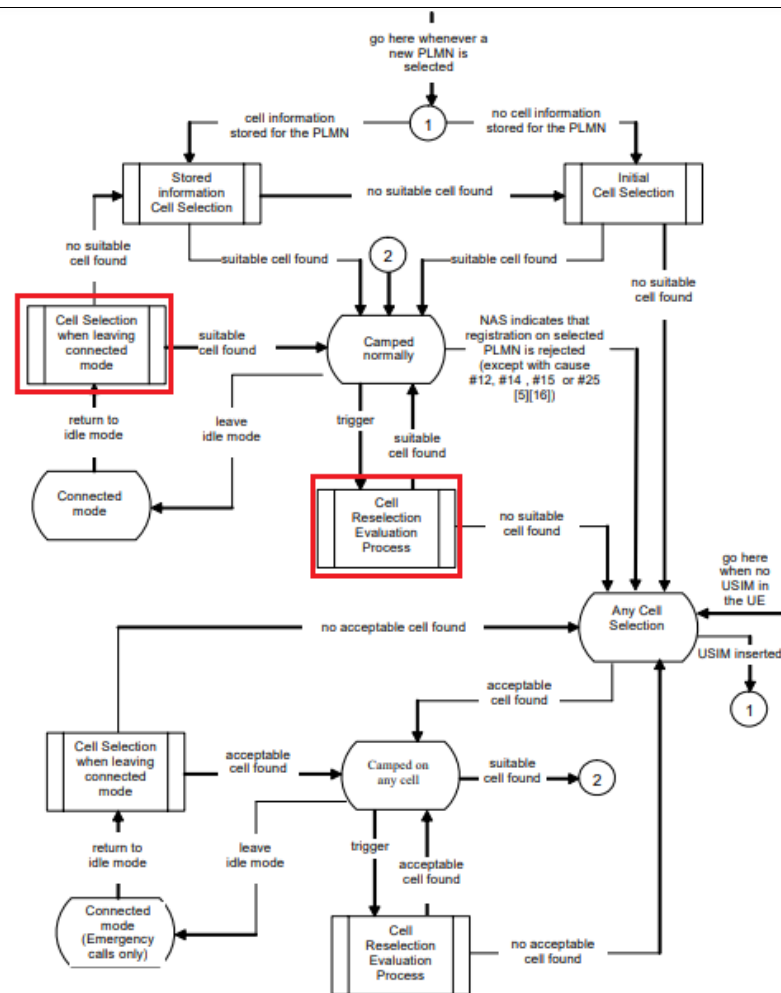 go here whenever a
new PLMN is
selected
cell information
stored for the PLMN
1
no cell information
stored for the PLMN
Stored
information
Cell Selection
no suitable cell found
Initial
Cell Selection
no suitable
cell found
suitable cell found
2
suitable cell found
no suitable
cell found
Cell Selection
when leaving
connected
mode
suitable
cell found
Camped
normally
NAS indicates that
registration on selected
PLMN is rejected
(except with cause
#12, #14 , #15 or #25
[5][16])
return to
idle mode
leave
idle mode
trigger
suitable
cell found
Connected
mode
Cell
Reselection
Evaluation
Process
no suitable
cell found
go here
when no
USIM in
the UE
Any Cell
Selection
no acceptable cell found
USIM inserted
1
acceptable
cell found
Cell Selection
when leaving
connected
mode
acceptable
cell found
Camped on
any cell
suitable
cell found
2
return to
idle mode
leave
idle mode
trigger
acceptable
cell found
Connected
mode
(Emergency
calls only)
Cell
Reselection
Evaluation
Process
no acceptable
cell found